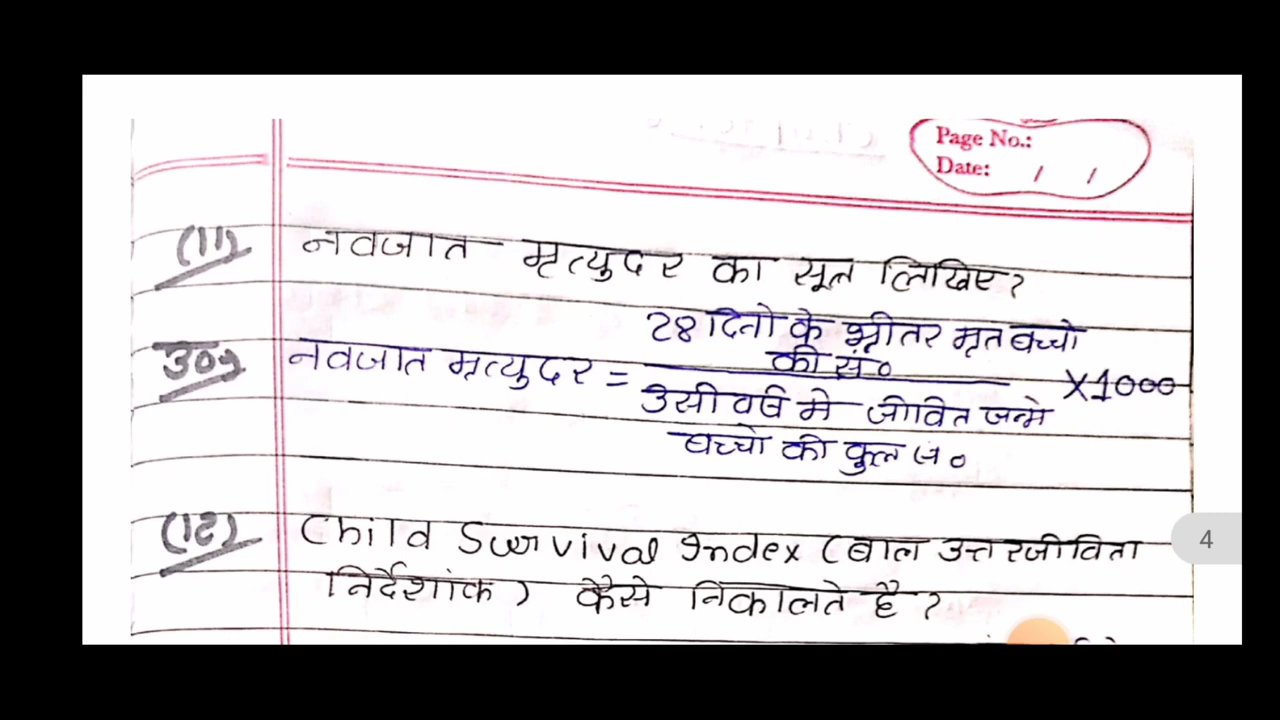 Page No.:
Date: / /
(11) नवजात मृत्युदर का सूत्र लिखिए?
28 दिनो के भीतर मृत बच्चो
की सं०
उ०→ नवजात मृत्युदर = X1000
उसी वर्ष मे जीवित जन्मे
बच्चो की कुल सं०
(12) Child Survival Index (बाल उत्तरजीविता
निर्देशांक) कैसे निकालते है?
4